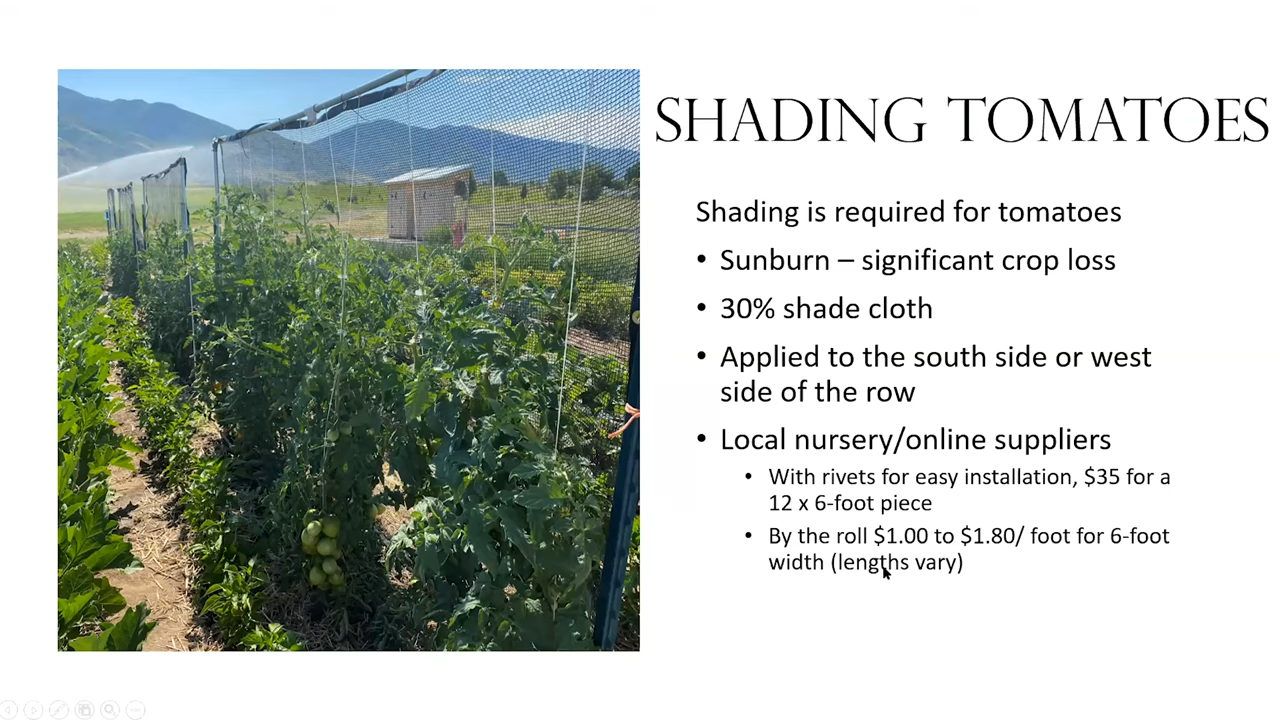 SHADING TOMATOES
Shading is required for tomatoes
• Sunburn – significant crop loss
• 30% shade cloth
• Applied to the south side or west
side of the row
• Local nursery/online suppliers
• With rivets for easy installation, $35 for a
12 x 6-foot piece
• By the roll $1.00 to $1.80/ foot for 6-foot
width (lengths vary)